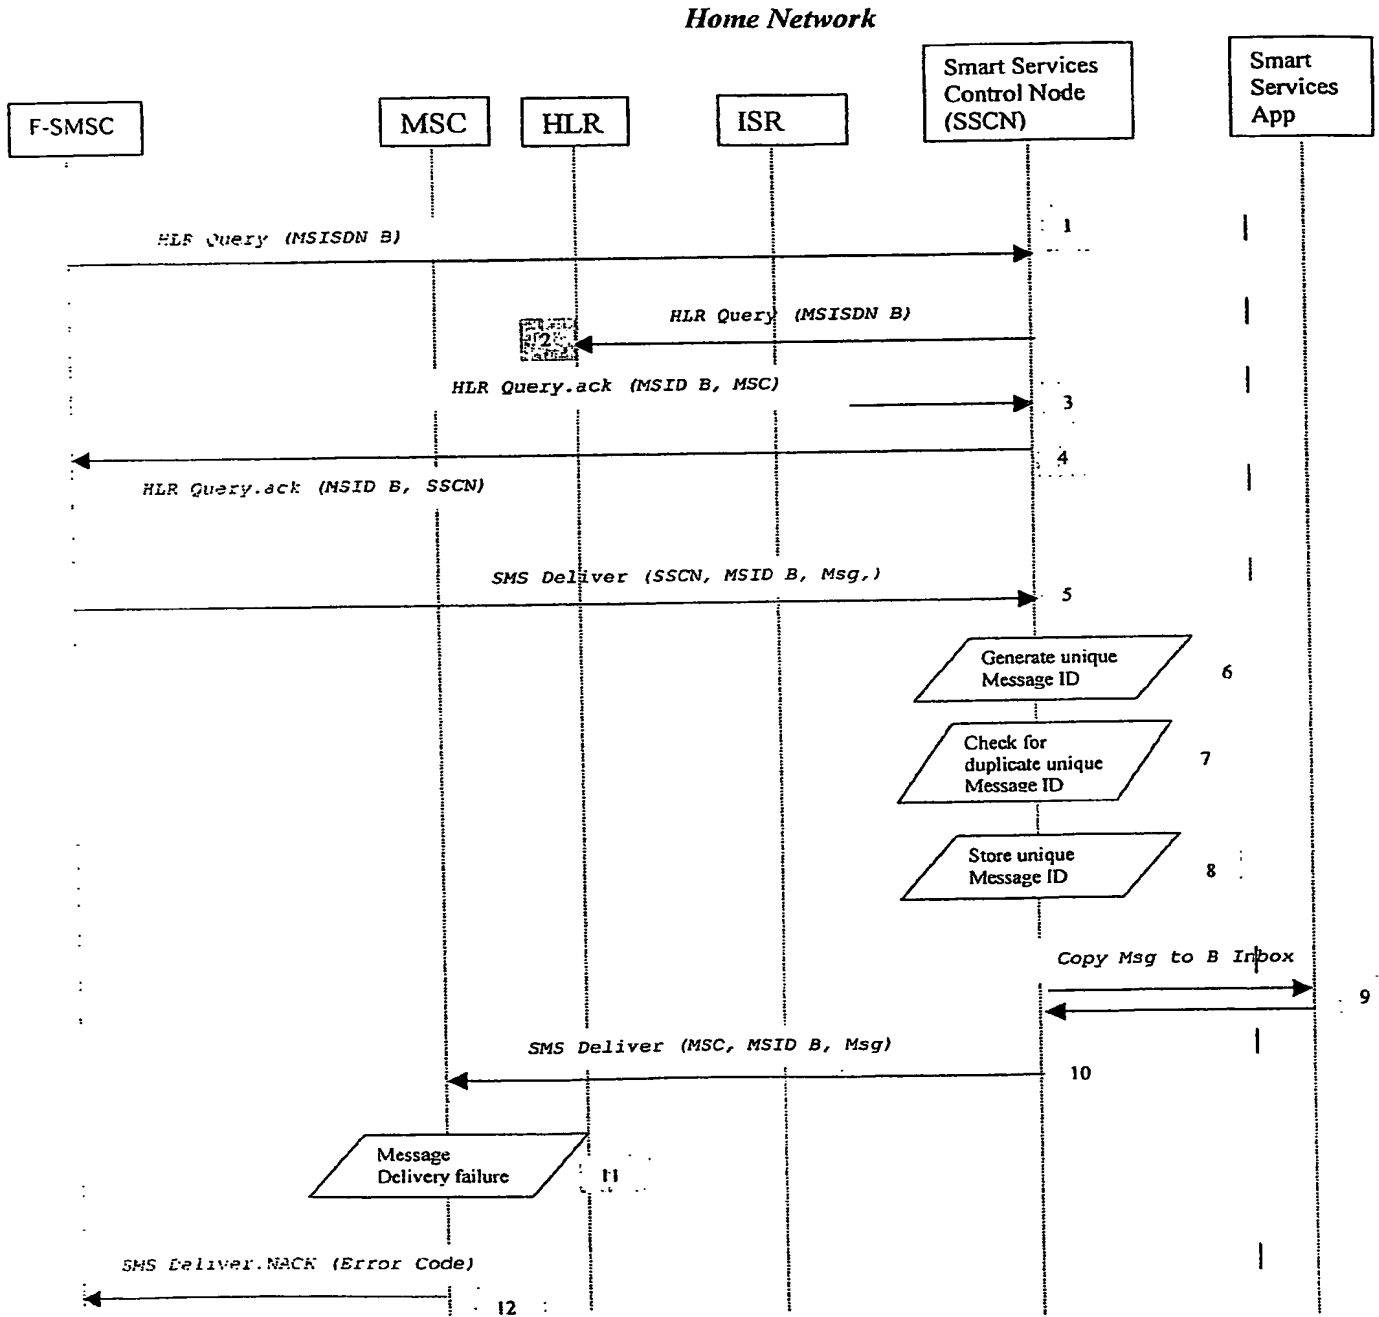 Home Network
F-SMSC
MSC
HLR
ISR
Smart Services
Control Node
(SSCN)
Smart
Services
App
HLR Query (MSISDN B)
1
HLR Query (MSISDN B)
2
HLR Query.ack (MSID B, MSC)
3
4
HLR Query.ack (MSID B, SSCN)
SMS Deliver (SSCN, MSID B, Msg,)
5
Generate unique
Message ID
6
Check for
duplicate unique
Message ID
7
Store unique
Message ID
8
Copy Msg to B Inbox
9
SMS Deliver (MSC, MSID B, Msg)
10
Message
Delivery failure
11
SMS Deliver.NACK (Error Code)
12